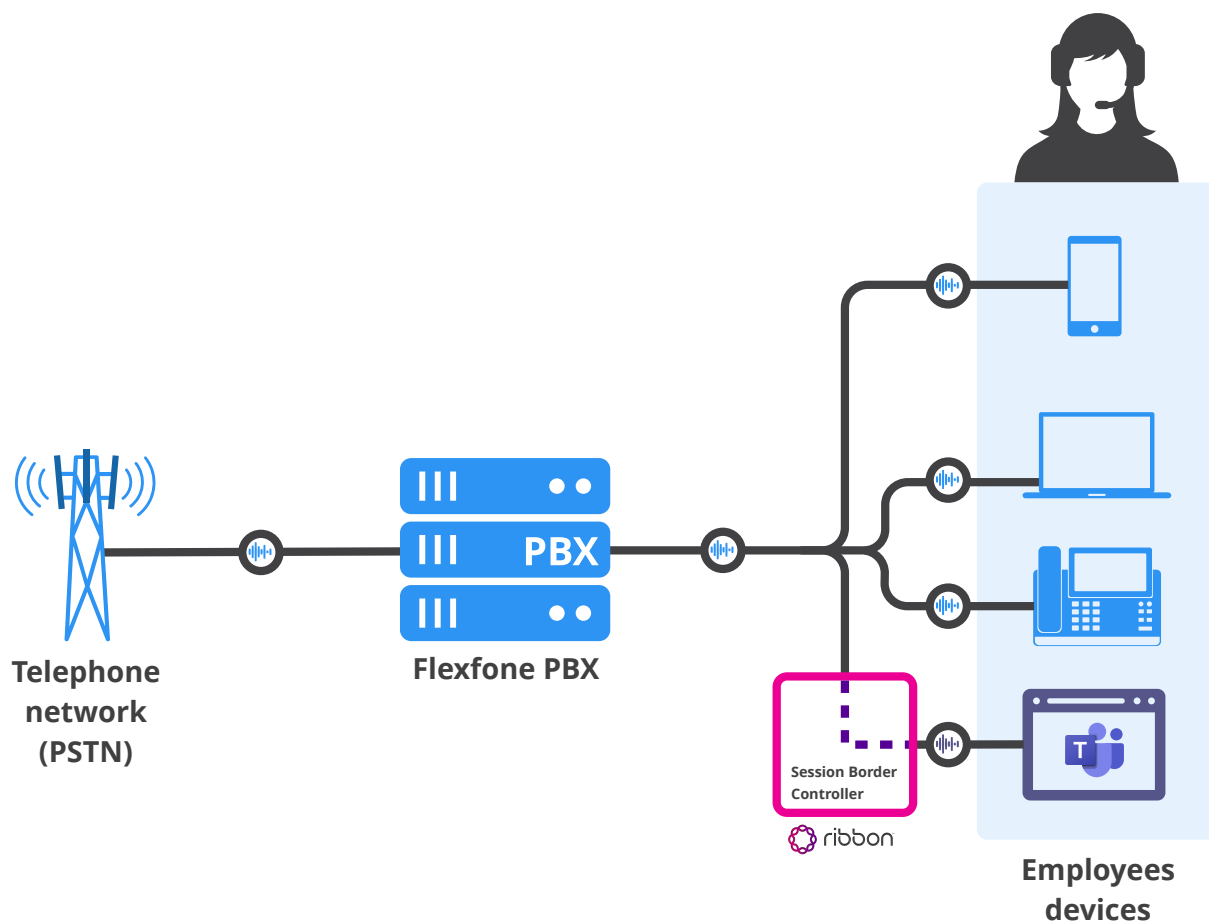 PBX
Telephone
network
(PSTN)
Flexfone PBX
T
Session Border
Controller
ribbon
Employees
devices